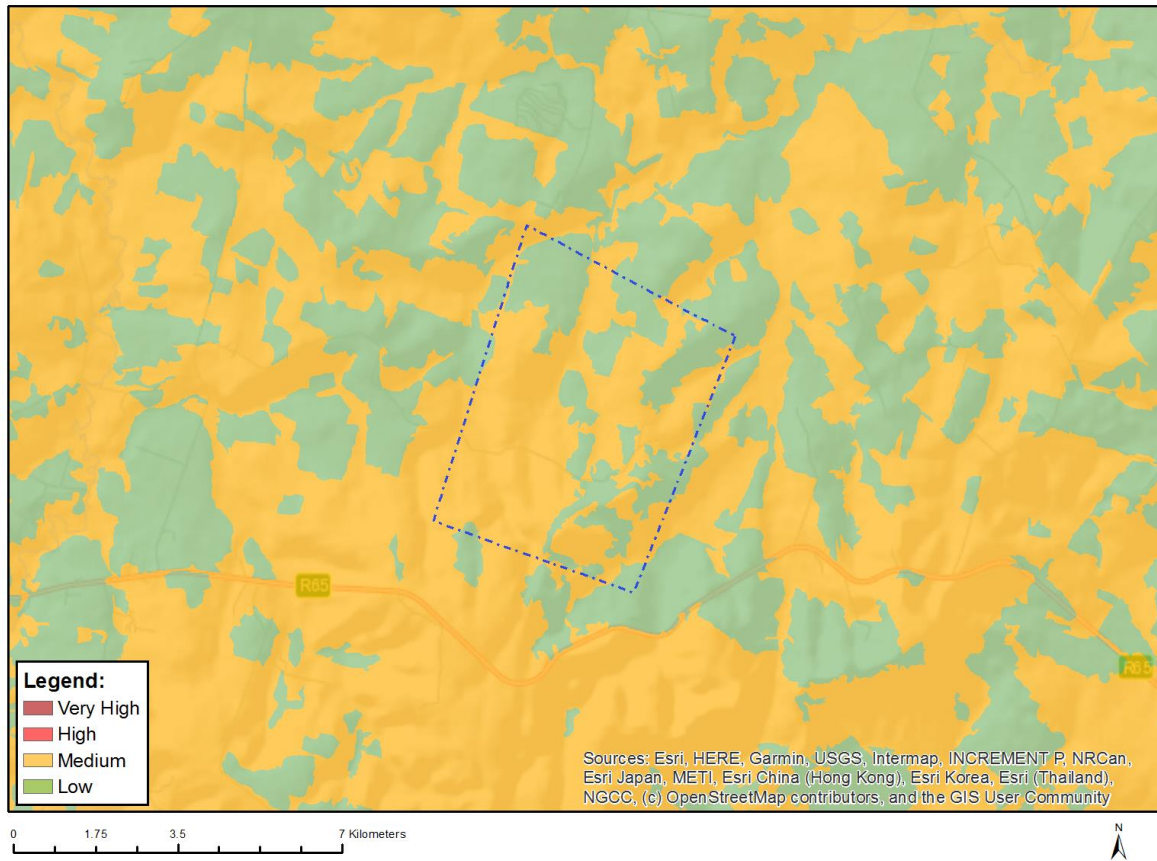 R65
R65
Legend:
Very High
High
Medium
Low
Sources: Esri, HERE, Garmin, USGS, Intermap, INCREMENT P, NRCan,
Esri Japan, METI, Esri China (Hong Kong), Esri Korea, Esri (Thailand),
NGCC, (c) OpenStreetMap contributors, and the GIS User Community
0 1.75 3.5 7 Kilometers
N